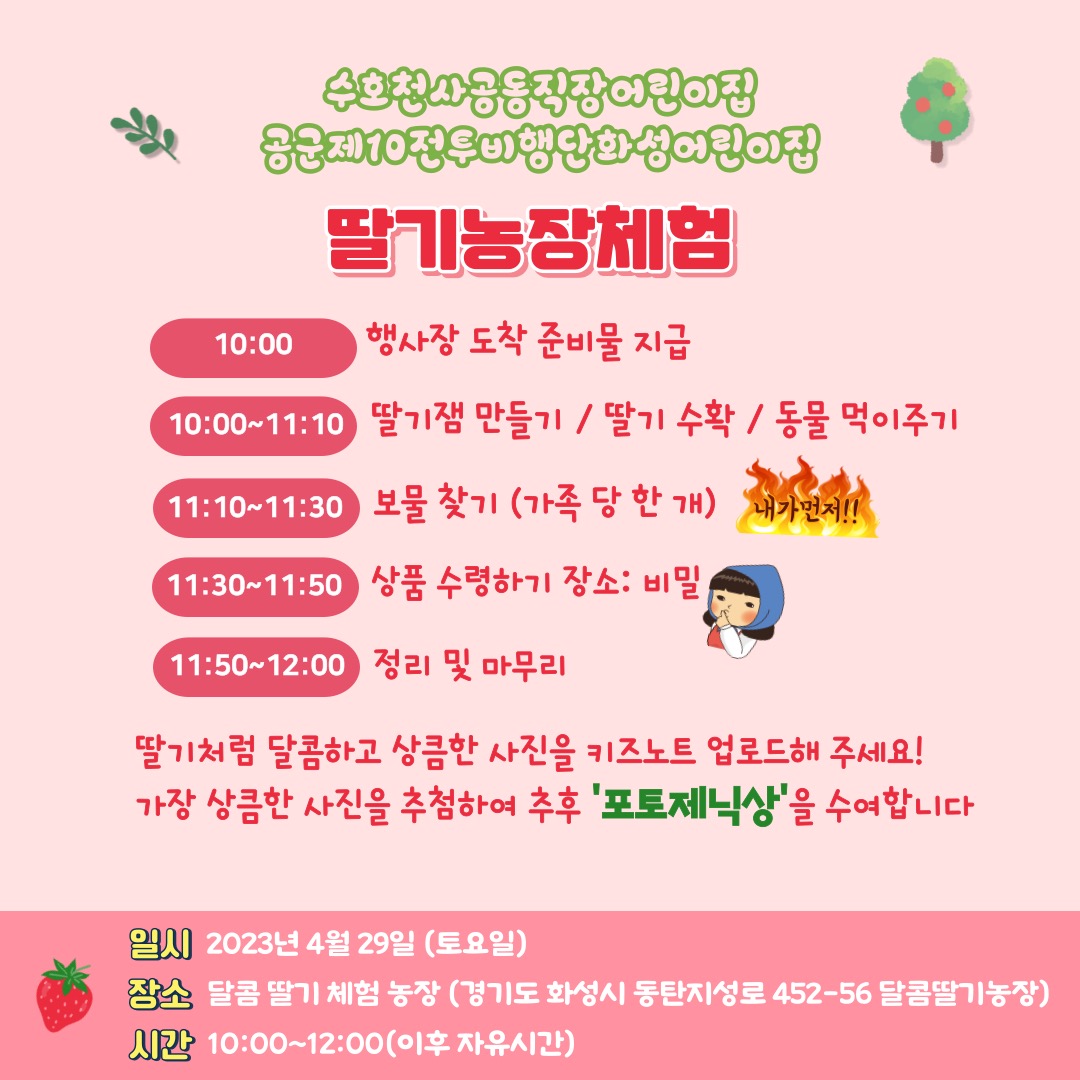 수호천사공동직장어린이집
공군제10전투비행단화성어린이집
딸기농장체험
10:00 행사장 도착 준비물 지급
10:00~11:10 딸기잼 만들기 / 딸기 수확 / 동물 먹이주기
11:10~11:30 보물 찾기 (가족 당 한 개) 내가먼저!!
11:30~11:50 상품 수령하기 장소: 비밀
11:50~12:00 정리 및 마무리
딸기처럼 달콤하고 상큼한 사진을 키즈노트 업로드해 주세요!
가장 상큼한 사진을 추첨하여 추후 '포토제닉상'을 수여합니다
일시 2023년 4월 29일 (토요일)
장소 달콤 딸기 체험 농장 (경기도 화성시 동탄지성로 452-56 달콤딸기농장)
시간 10:00~12:00(이후 자유시간)